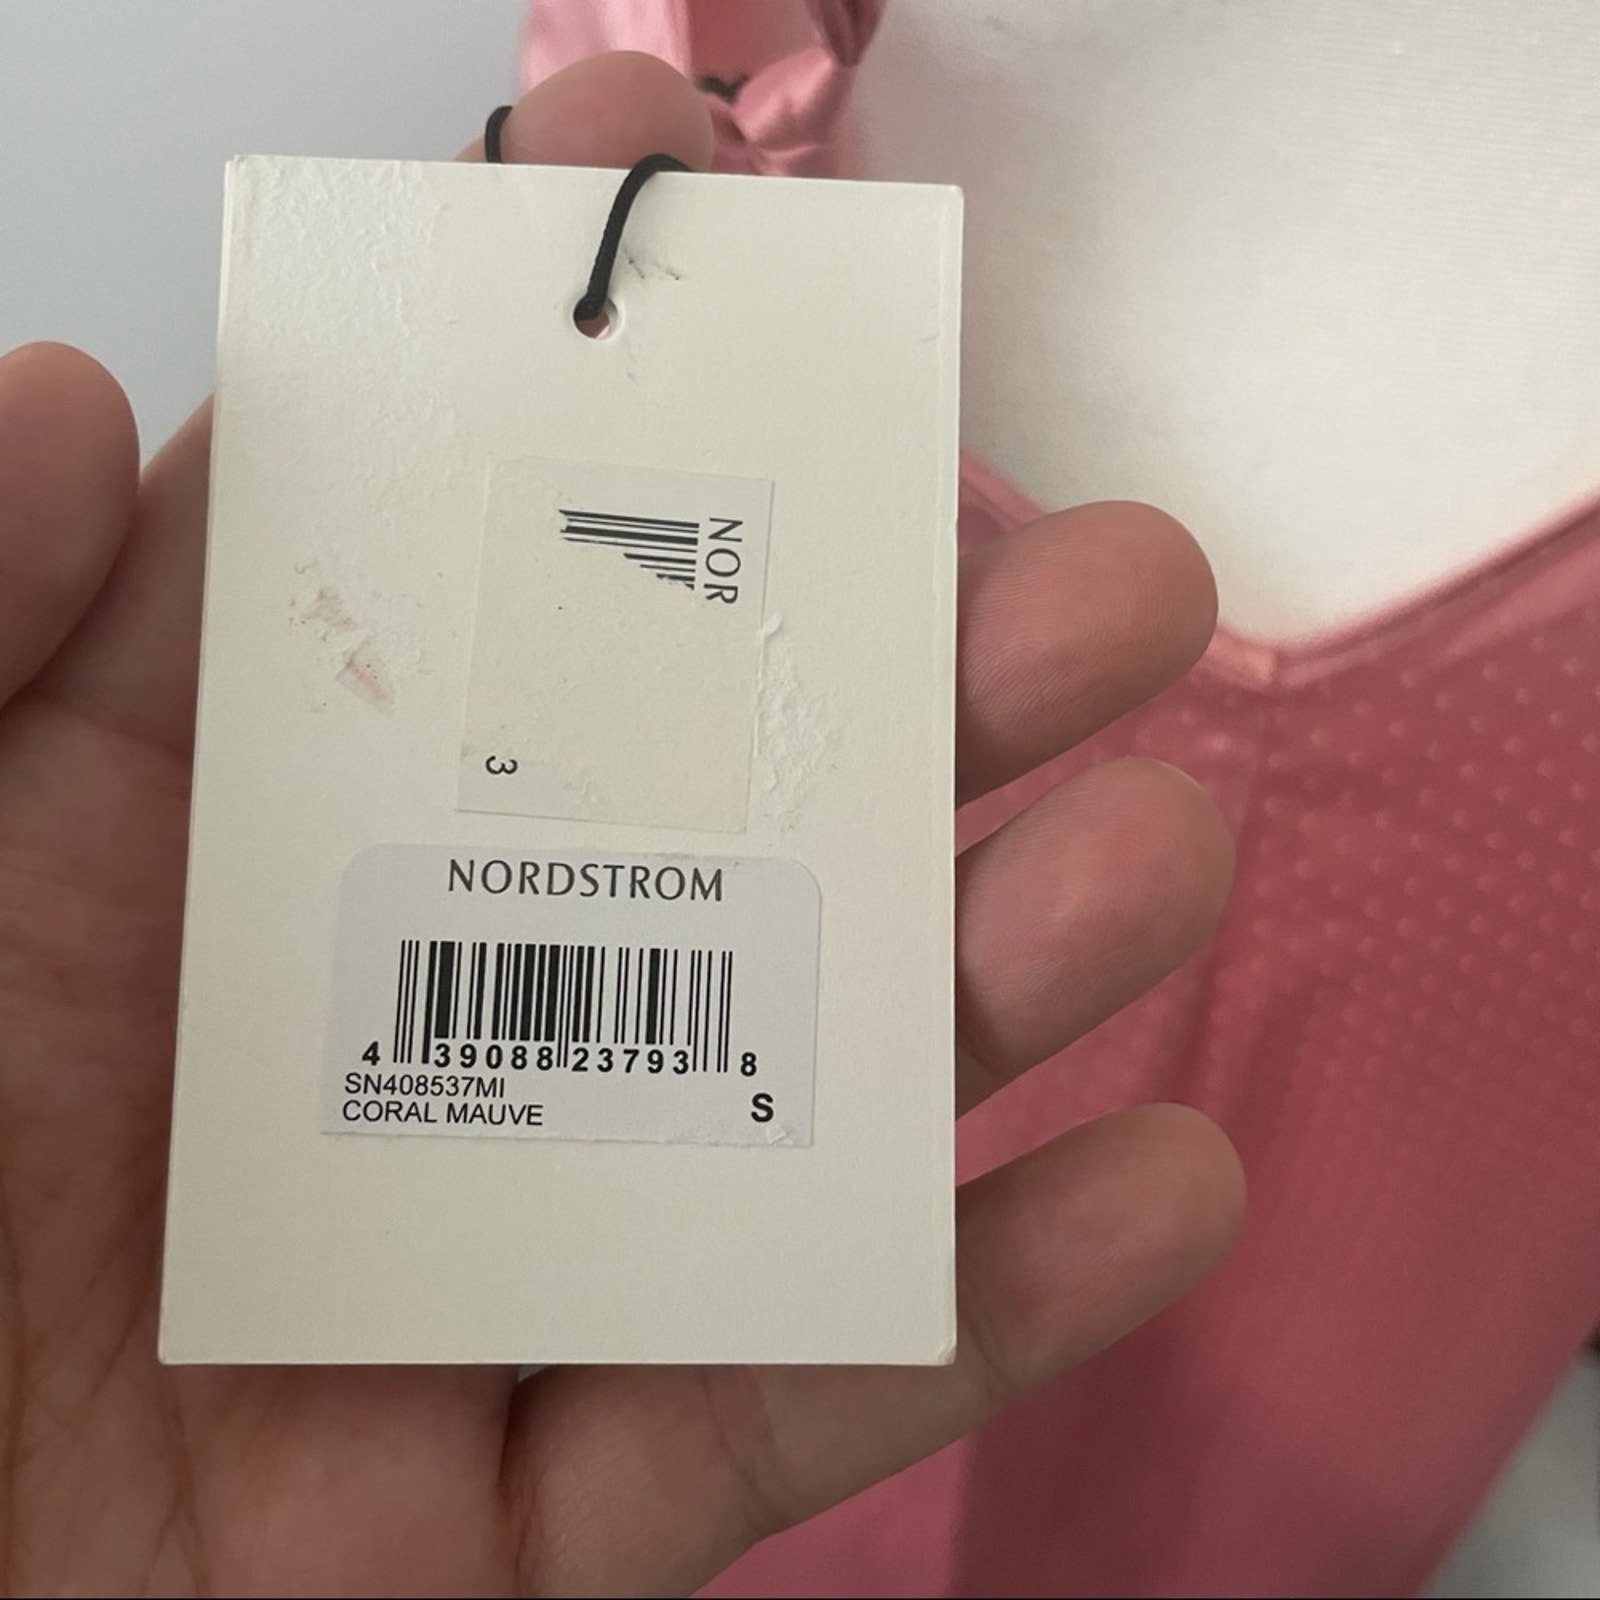 NOR
3
NORDSTROM
4 39088 23793 8
SN408537MI
CORAL MAUVE S